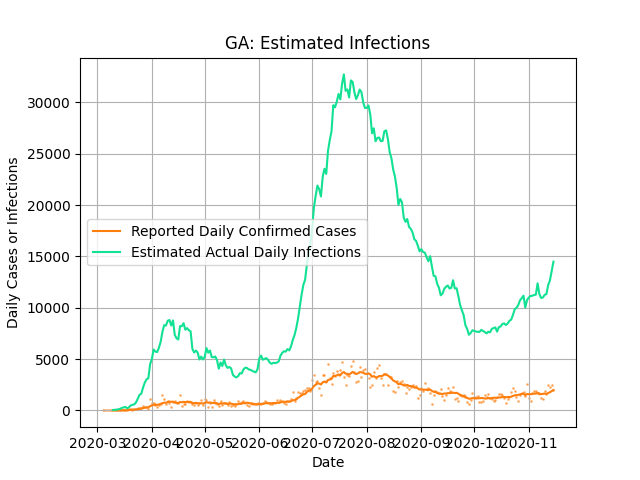 GA: Estimated Infections
Daily Cases or Infections
30000
25000
20000
15000
10000
5000
0
Reported Daily Confirmed Cases
Estimated Actual Daily Infections
2020-03 2020-04 2020-05 2020-06 2020-07 2020-08 2020-09 2020-10 2020-11
Date